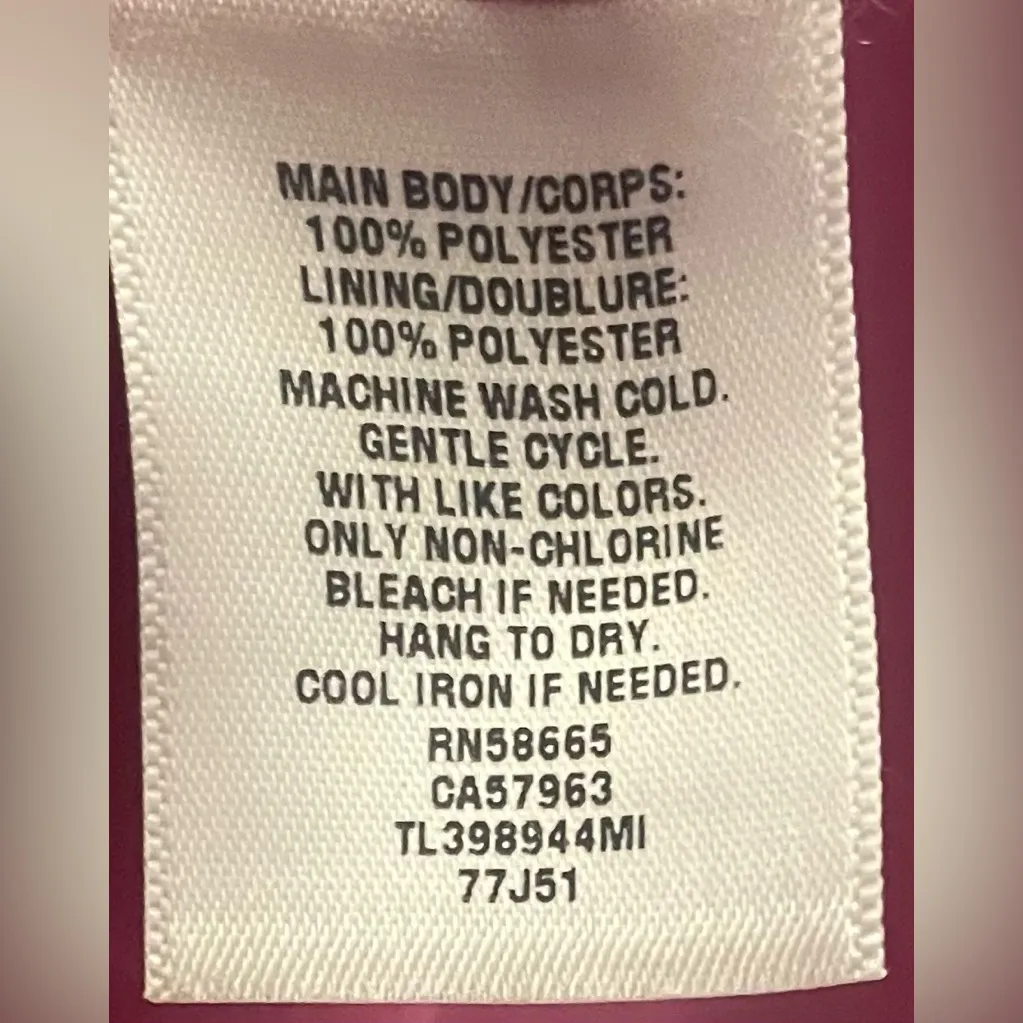 MAIN BODY/CORPS:
100% POLYESTER
LINING/DOUBLURE:
100% POLYESTER
MACHINE WASH COLD.
GENTLE CYCLE.
WITH LIKE COLORS.
ONLY NON-CHLORINE
BLEACH IF NEEDED.
HANG TO DRY.
COOL IRON IF NEEDED.
RN58665
CA57963
TL398944MI
77J51